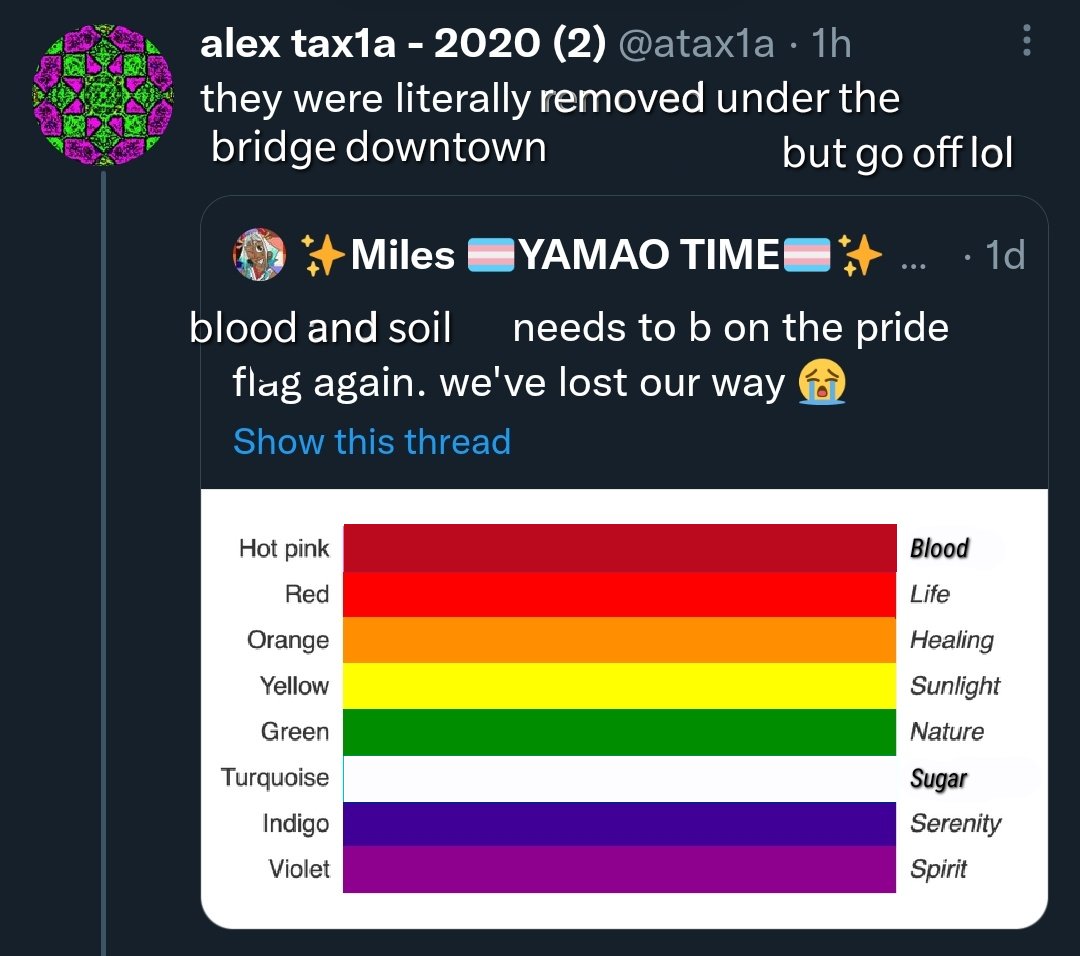 alex tax1a - 2020 (2) @atax1a · 1h
they were literally removed under the
bridge downtown but go off lol
✨Miles 🏳️‍⚧️YAMAO TIME🏳️‍⚧️✨ ... · 1d
blood and soil needs to b on the pride
flag again. we've lost our way 😭
Show this thread
Hot pink Blood
Red Life
Orange Healing
Yellow Sunlight
Green Nature
Turquoise Sugar
Indigo Serenity
Violet Spirit